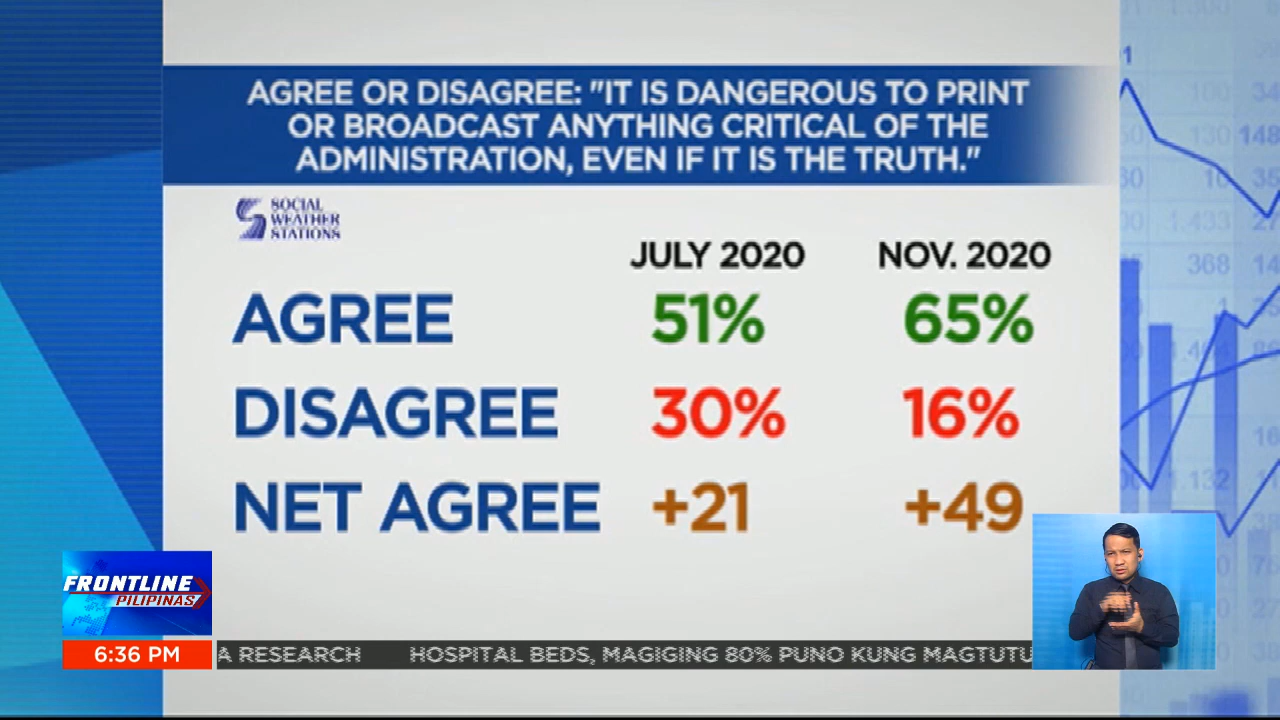 AGREE OR DISAGREE: "IT IS DANGEROUS TO PRINT
OR BROADCAST ANYTHING CRITICAL OF THE
ADMINISTRATION, EVEN IF IT IS THE TRUTH."
SOCIAL
WEATHER
STATIONS
JULY 2020 NOV. 2020
AGREE 51% 65%
DISAGREE 30% 16%
NET AGREE +21 +49
FRONTLINE
PILIPINAS
6:36 PM A RESEARCH HOSPITAL BEDS, MAGIGING 80% PUNO KUNG MAGTUTU